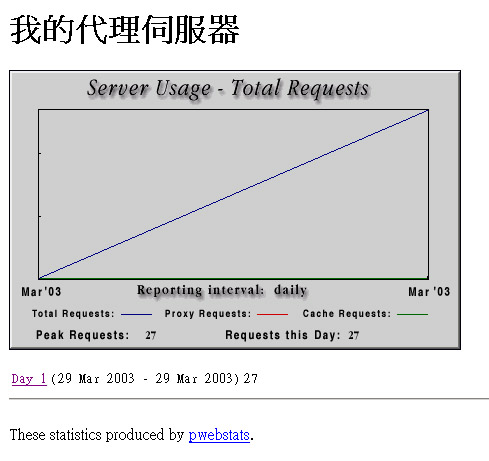 我的代理伺服器
Server Usage - Total Requests
Mar'03 Reporting interval: daily Mar '03
Total Requests: Proxy Requests: Cache Requests:
Peak Requests: 27 Requests this Day: 27
Day 1 (29 Mar 2003 - 29 Mar 2003) 27
These statistics produced by pwebstats.